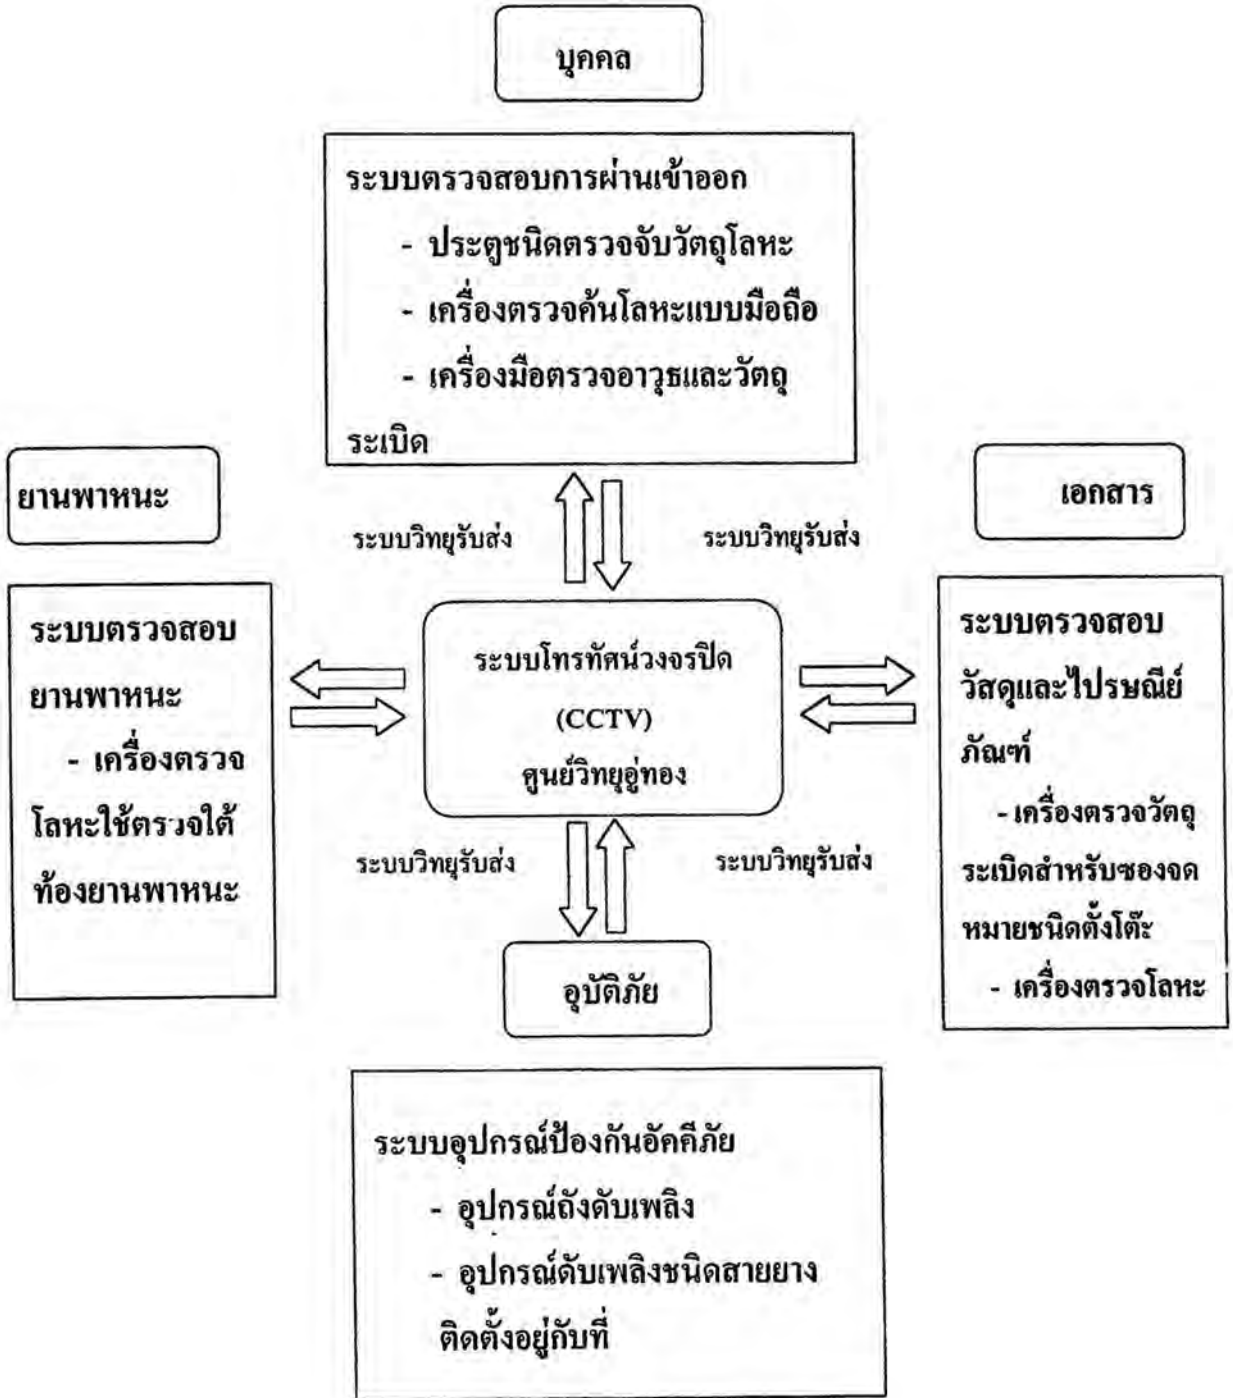 บุคคล
ระบบตรวจสอบการผ่านเข้าออก
- ประตูชนิดตรวจจับวัตถุโลหะ
- เครื่องตรวจค้นโลหะแบบมือถือ
- เครื่องมือตรวจอาวุธและวัตถุ
ระเบิด
ยานพาหนะ
ระบบตรวจสอบ
ยานพาหนะ
- เครื่องตรวจ
โลหะใช้ตรวจใต้
ท้องยานพาหนะ
ระบบวิทยุรับส่ง
ระบบวิทยุรับส่ง
ระบบโทรทัศน์วงจรปิด
(CCTV)
ศูนย์วิทยุอู่ทอง
ระบบวิทยุรับส่ง
ระบบวิทยุรับส่ง
เอกสาร
ระบบตรวจสอบ
วัสดุและไปรษณีย์
ภัณฑ์
- เครื่องตรวจวัตถุ
ระเบิดสำหรับซองจด
หมายชนิดตั้งโต๊ะ
- เครื่องตรวจโลหะ
อุบัติภัย
ระบบอุปกรณ์ป้องกันอัคคีภัย
- อุปกรณ์ถังดับเพลิง
- อุปกรณ์ดับเพลิงชนิดสายยาง
ติดตั้งอยู่กับที่